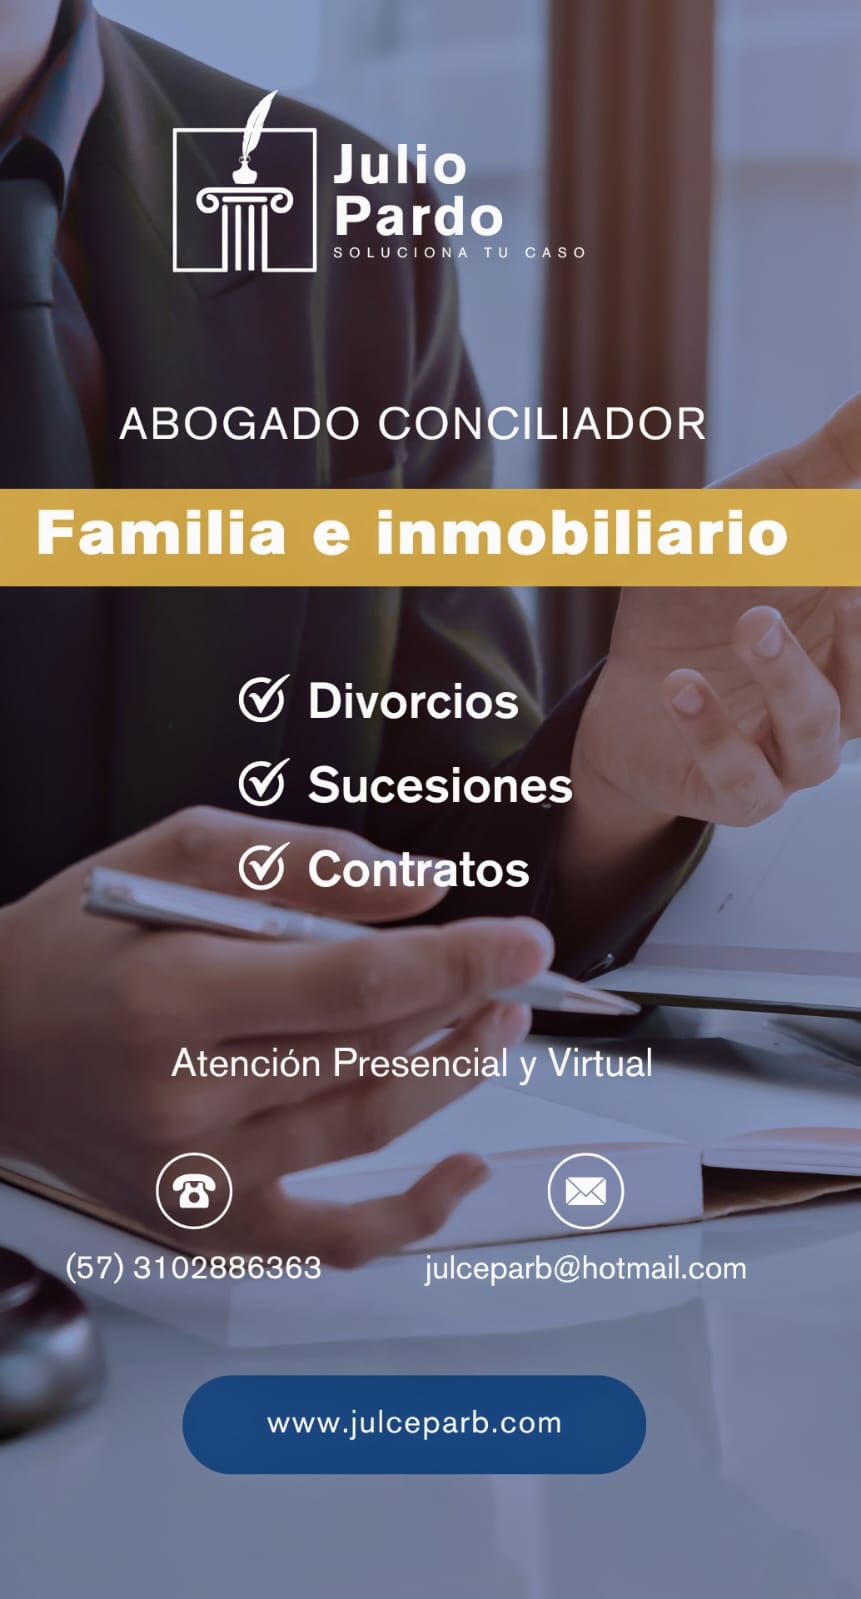 Julio
Pardo
SOLUCIONA TU CASO
ABOGADO CONCILIADOR
Familia e inmobiliario
Divorcios
Sucesiones
Contratos
Atención Presencial y Virtual
(57) 3102886363
julceparb@hotmail.com
www.julceparb.com